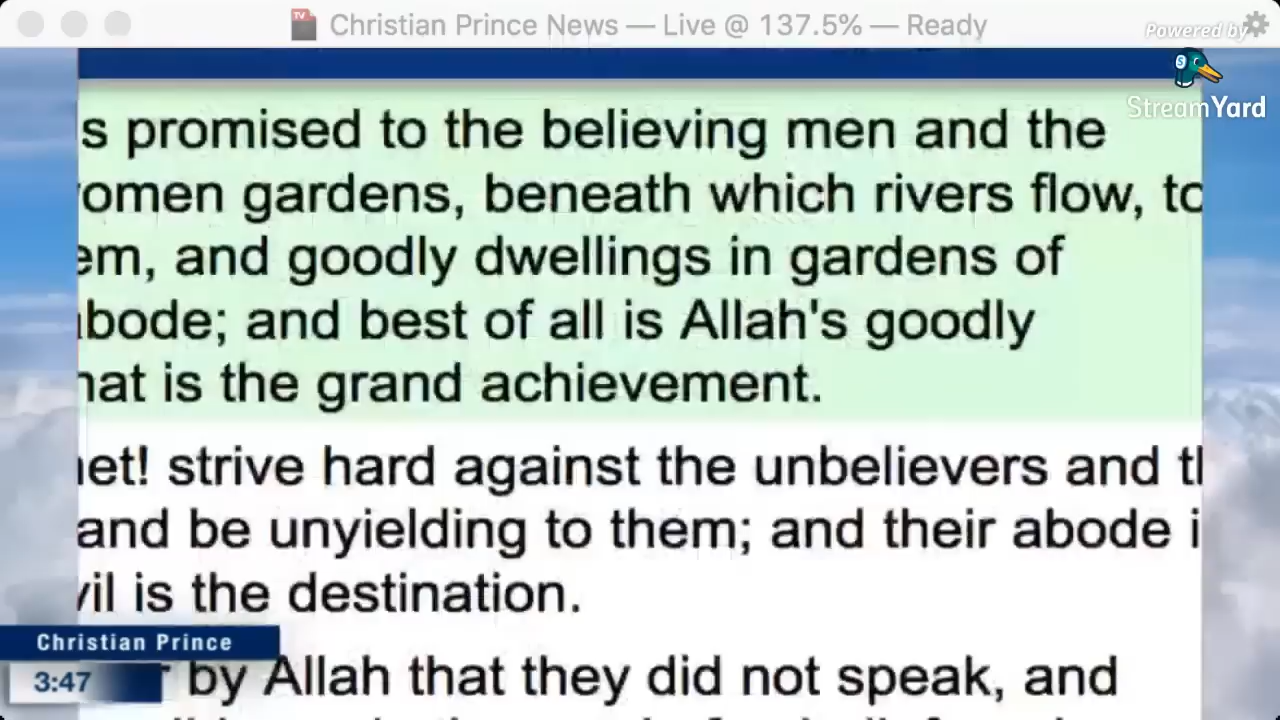 Christian Prince News — Live @ 137.5% — Ready
Powered by
StreamYard
s promised to the believing men and the
omen gardens, beneath which rivers flow, to
em, and goodly dwellings in gardens of
bode; and best of all is Allah's goodly
hat is the grand achievement.
het! strive hard against the unbelievers and th
and be unyielding to them; and their abode i
vil is the destination.
Christian Prince
3:47
by Allah that they did not speak, and